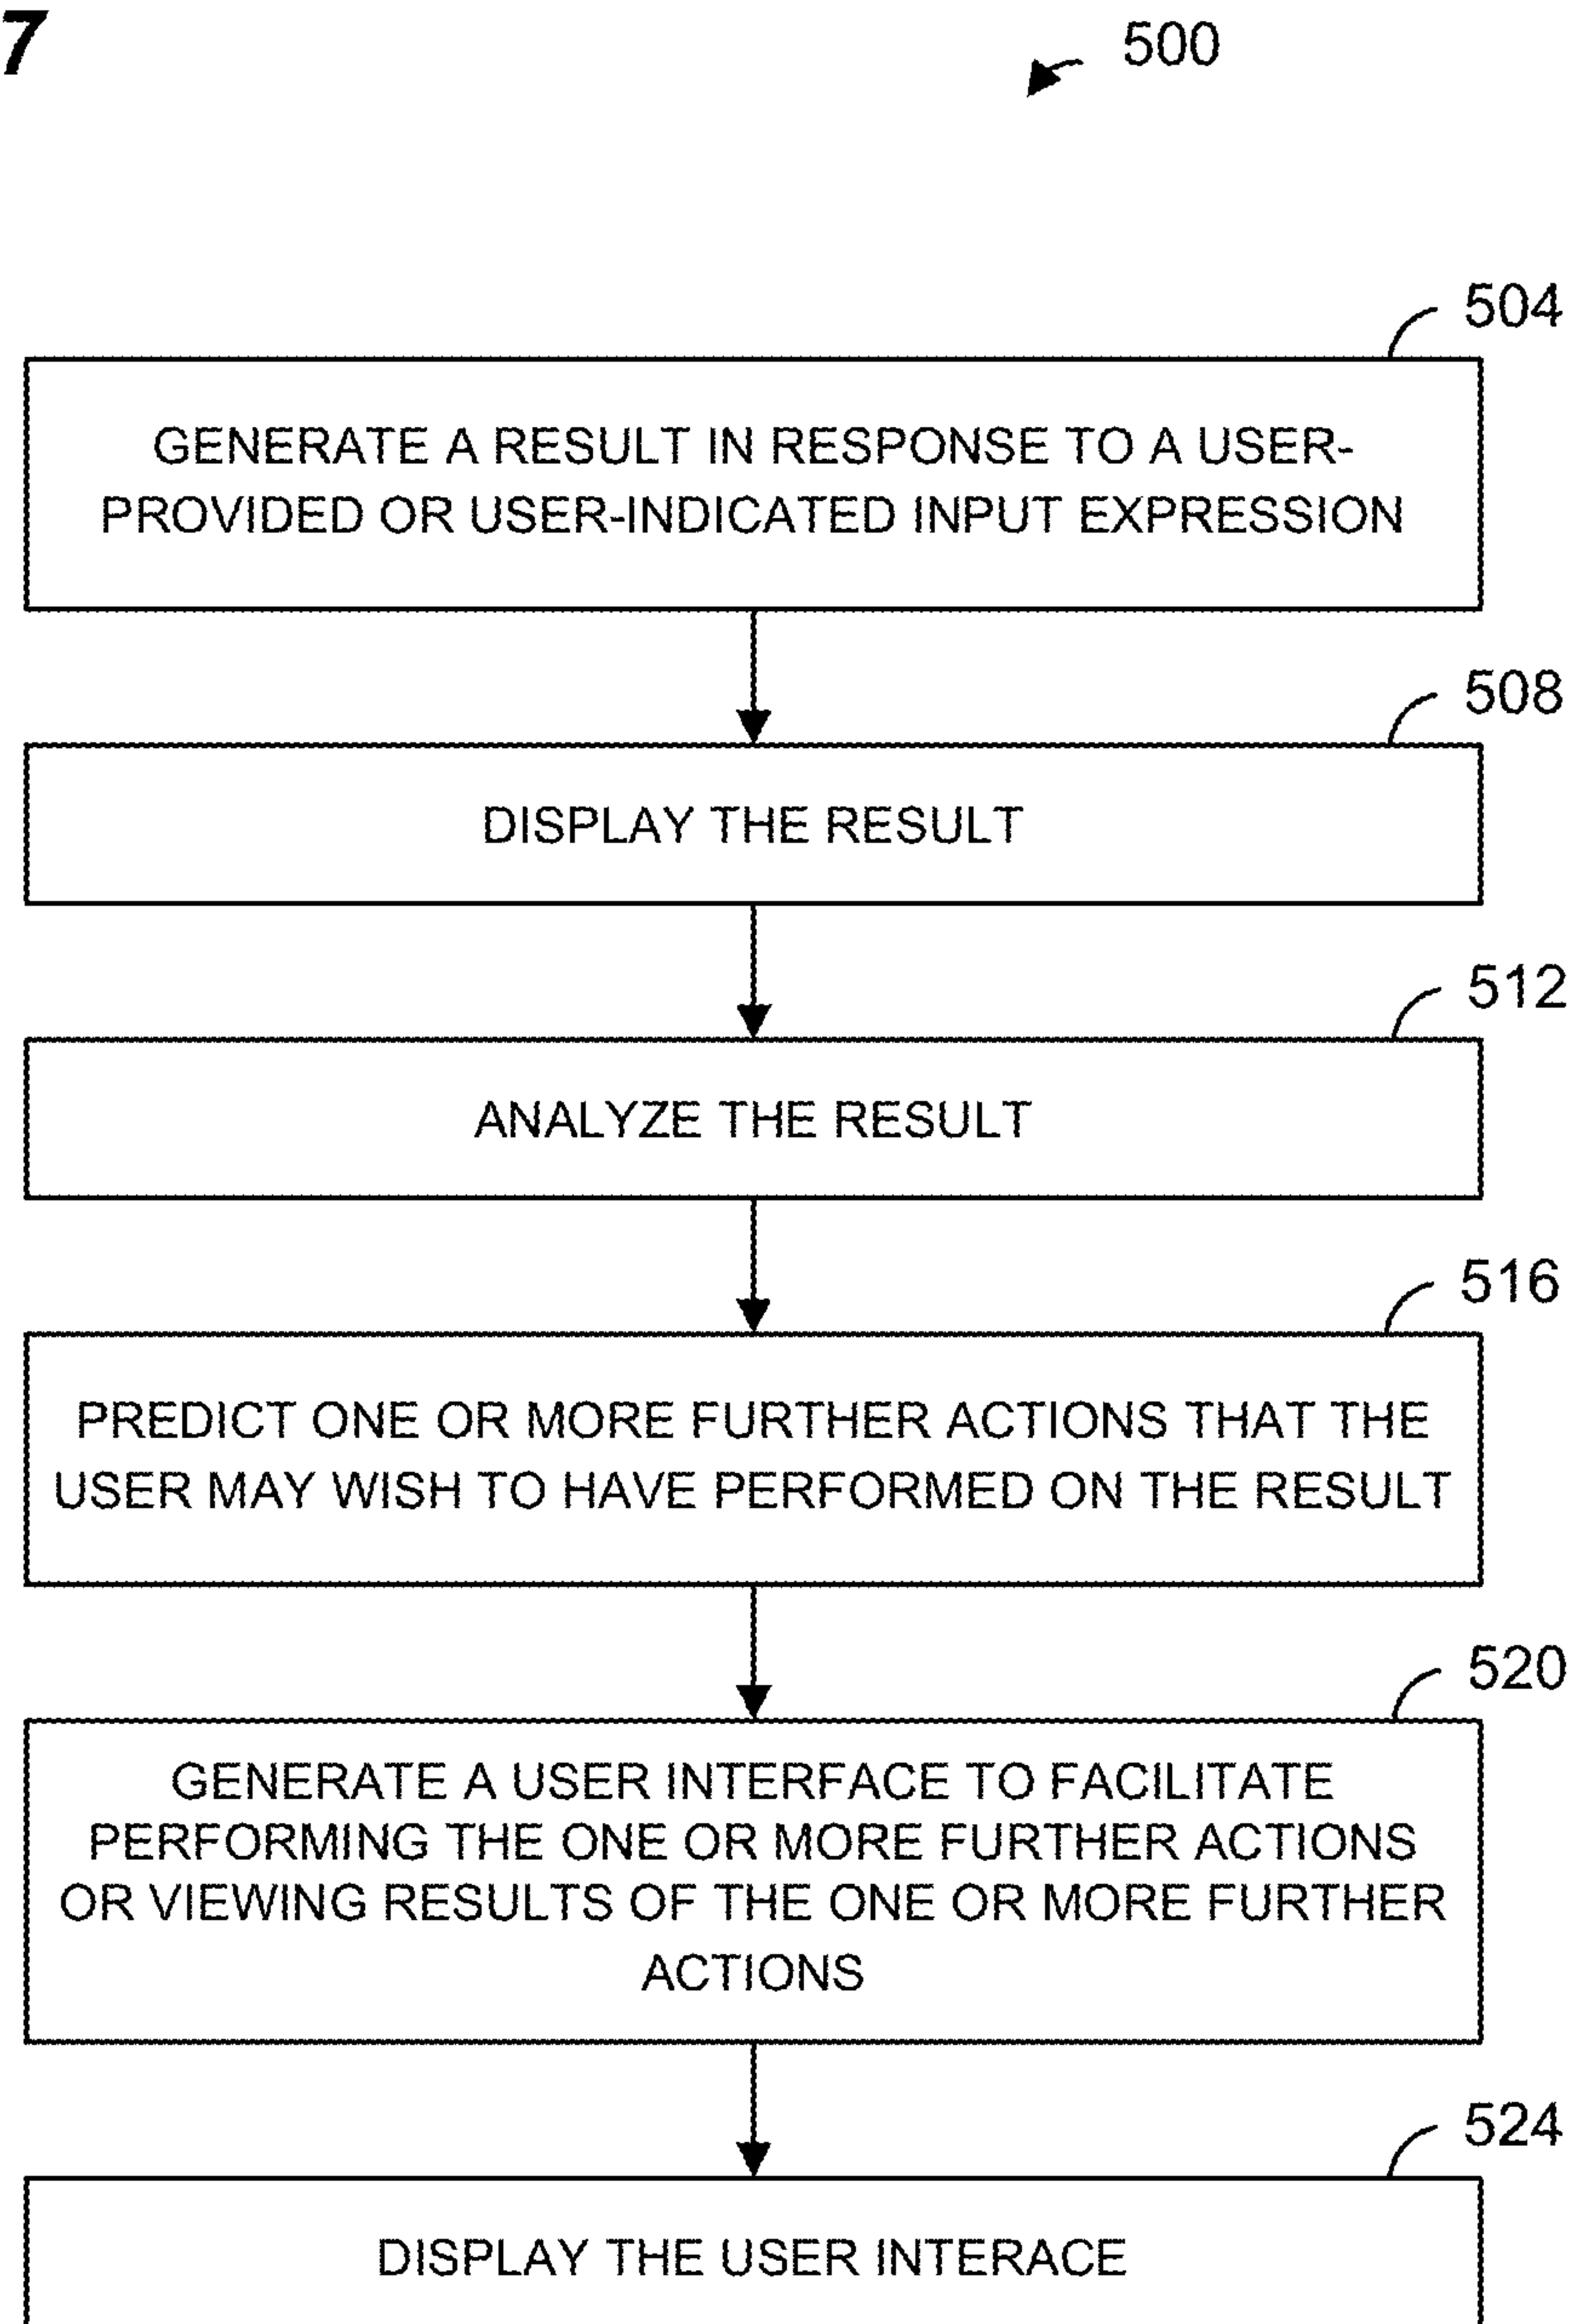 7
500
504
GENERATE A RESULT IN RESPONSE TO A USER-
PROVIDED OR USER-INDICATED INPUT EXPRESSION
508
DISPLAY THE RESULT
512
ANALYZE THE RESULT
516
PREDICT ONE OR MORE FURTHER ACTIONS THAT THE
USER MAY WISH TO HAVE PERFORMED ON THE RESULT
520
GENERATE A USER INTERFACE TO FACILITATE
PERFORMING THE ONE OR MORE FURTHER ACTIONS
OR VIEWING RESULTS OF THE ONE OR MORE FURTHER
ACTIONS
524
DISPLAY THE USER INTERACE